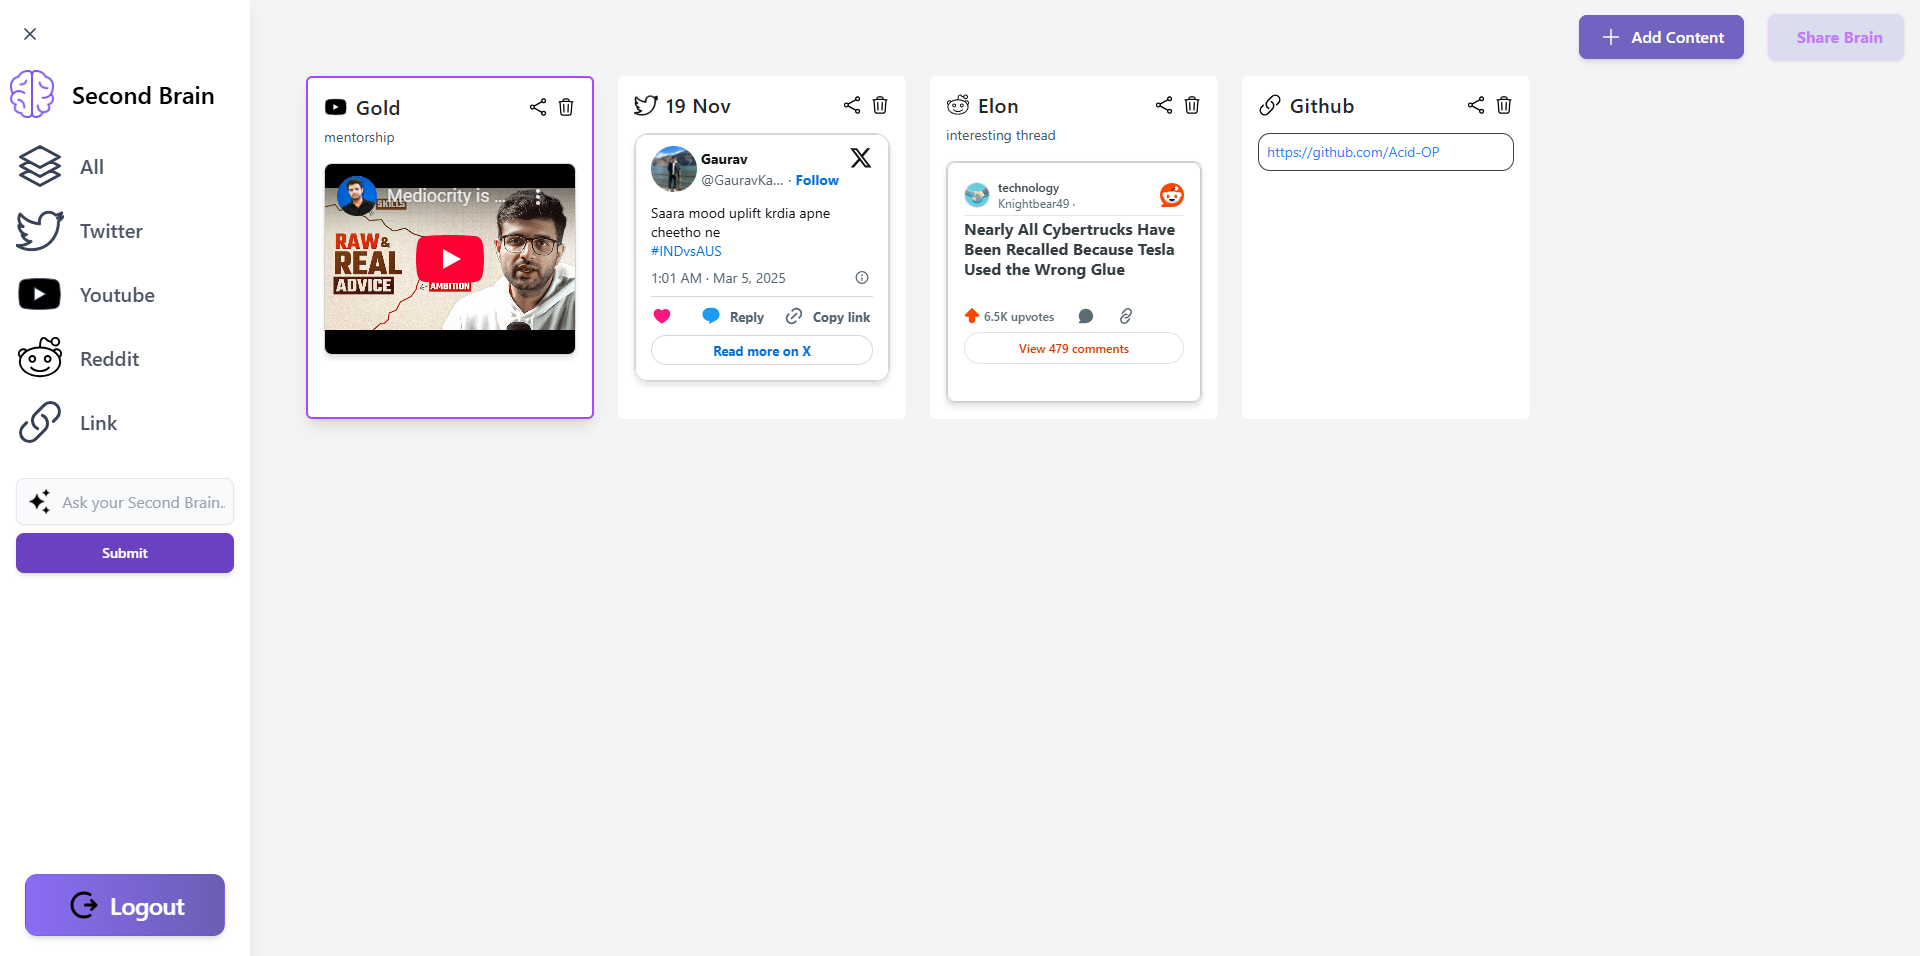 Second Brain
All
Twitter
Youtube
Reddit
Link
Ask your Second Brain.
Submit
Logout
Add Content
Share Brain
Gold
mentorship
Mediocrity is ...
SKILLS
RAW &
REAL
ADVICE
AMBITION
19 Nov
Gaurav
@GauravKa... · Follow
Saara mood uplift krdia apne
cheetho ne
#INDvsAUS
1:01 AM · Mar 5, 2025
Reply
Copy link
Read more on X
Elon
interesting thread
technology
Knightbear49 ·
Nearly All Cybertrucks Have
Been Recalled Because Tesla
Used the Wrong Glue
6.5K upvotes
View 479 comments
Github
https://github.com/Acid-OP